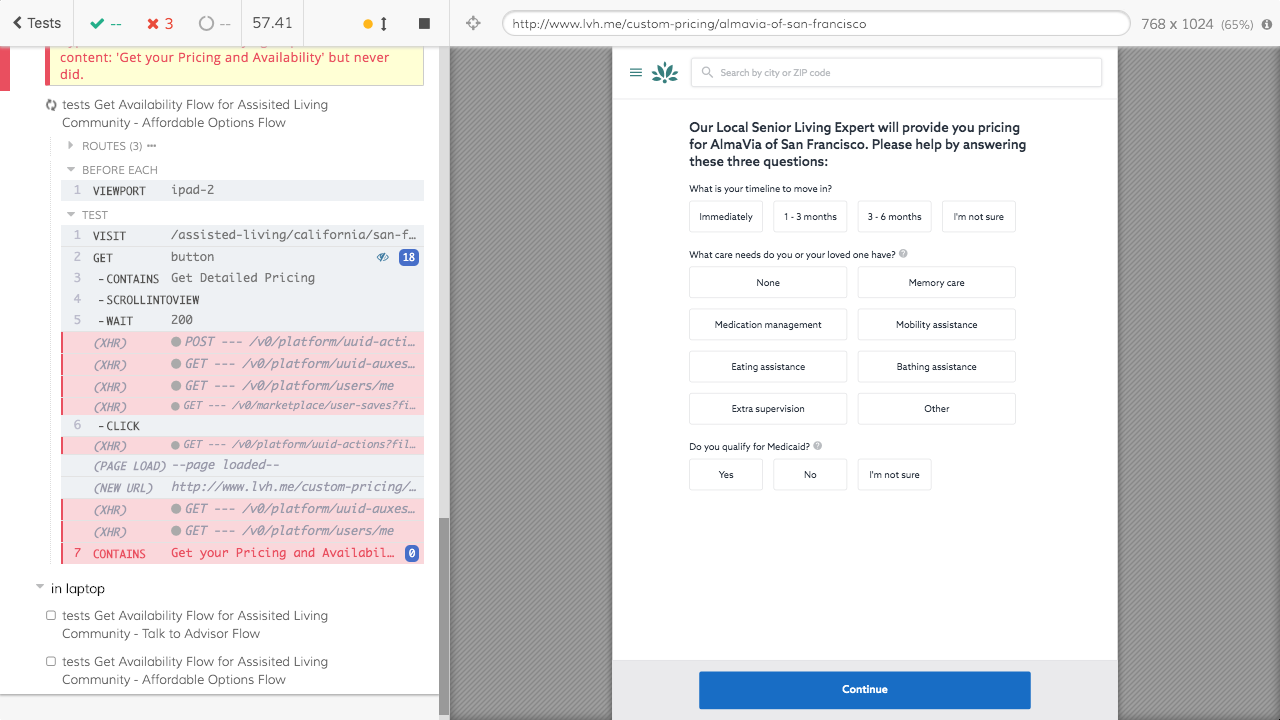 Tests
--
3
--
57.41
http://www.lvh.me/custom-pricing/almavia-of-san-francisco
768 x 1024 (65%)
content: 'Get your Pricing and Availability' but never
did.
tests Get Availability Flow for Assisited Living
Community - Affordable Options Flow
ROUTES (3)
BEFORE EACH
1 VIEWPORT ipad-2
TEST
1 VISIT /assisted-living/california/san-f…
2 GET button 18
3 - CONTAINS Get Detailed Pricing
4 - SCROLLINTOVIEW
5 - WAIT 200
(XHR) POST --- /v0/platform/uuid-acti…
(XHR) GET --- /v0/platform/uuid-auxes…
(XHR) GET --- /v0/platform/users/me
(XHR) GET --- /v0/marketplace/user-saves?fi…
6 - CLICK
(XHR) GET --- /v0/platform/uuid-actions?fil…
(PAGE LOAD) --page loaded--
(NEW URL) http://www.lvh.me/custom-pricing/…
(XHR) GET --- /v0/platform/uuid-auxes…
(XHR) GET --- /v0/platform/users/me
7 CONTAINS Get your Pricing and Availabil… 0
in laptop
tests Get Availability Flow for Assisited Living
Community - Talk to Advisor Flow
tests Get Availability Flow for Assisited Living
Community - Affordable Options Flow
Search by city or ZIP code
Our Local Senior Living Expert will provide you pricing
for AlmaVia of San Francisco. Please help by answering
these three questions:
What is your timeline to move in?
Immediately 1 - 3 months 3 - 6 months I'm not sure
What care needs do you or your loved one have? ?
None Memory care
Medication management Mobility assistance
Eating assistance Bathing assistance
Extra supervision Other
Do you qualify for Medicaid? ?
Yes No I'm not sure
Continue